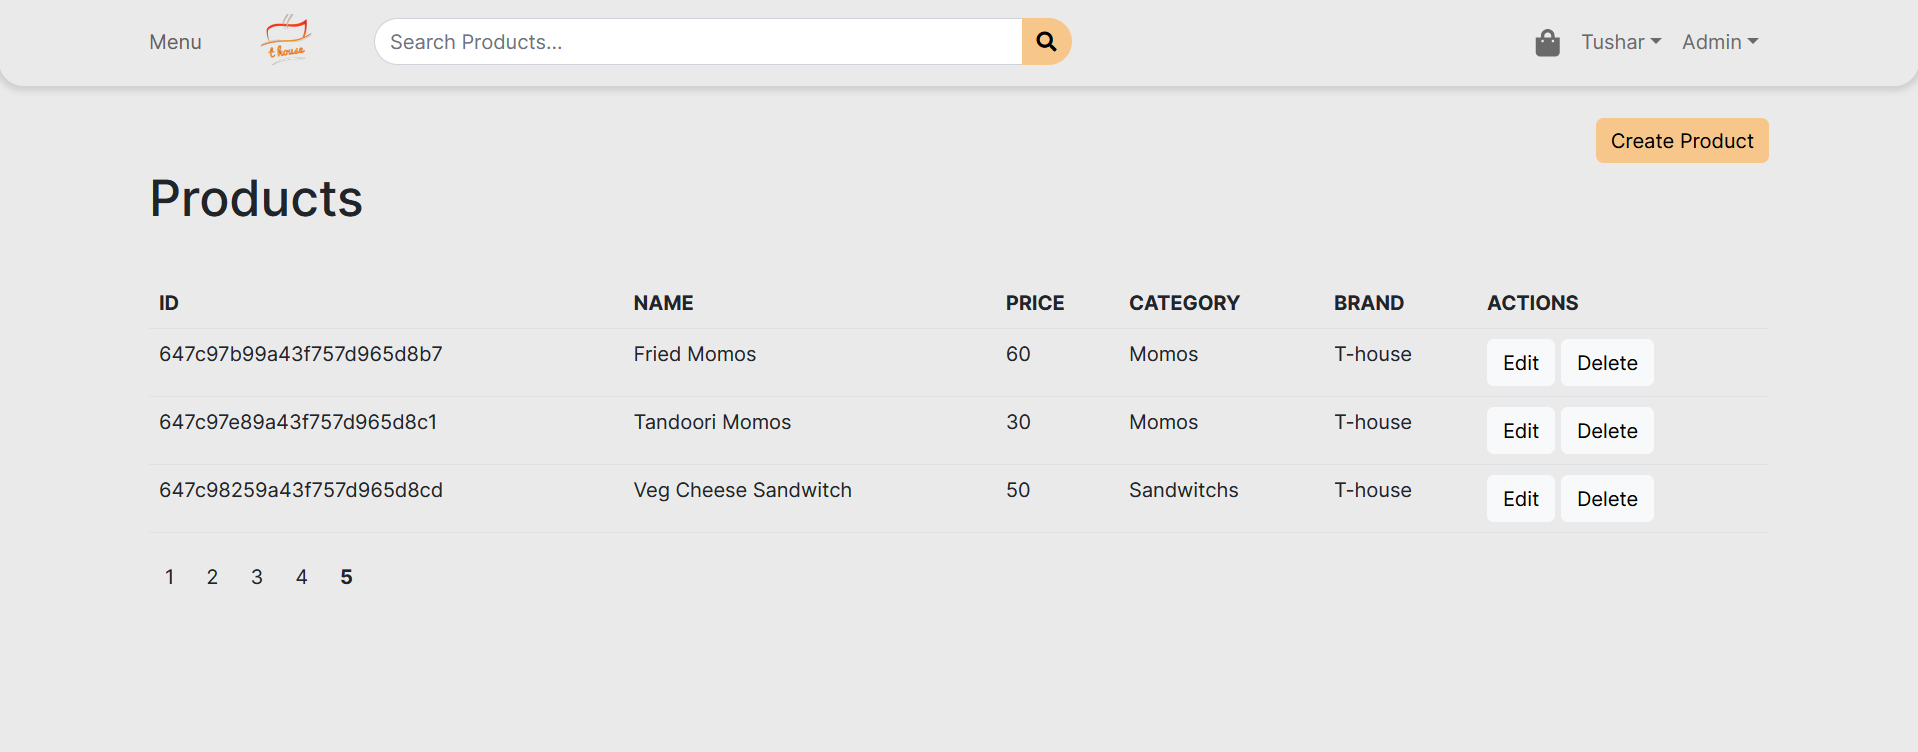 Menu
t house
Search Products...
Tushar
Admin
Create Product
Products
ID NAME PRICE CATEGORY BRAND ACTIONS
647c97b99a43f757d965d8b7 Fried Momos 60 Momos T-house Edit Delete
647c97e89a43f757d965d8c1 Tandoori Momos 30 Momos T-house Edit Delete
647c98259a43f757d965d8cd Veg Cheese Sandwitch 50 Sandwitchs T-house Edit Delete
1 2 3 4 5